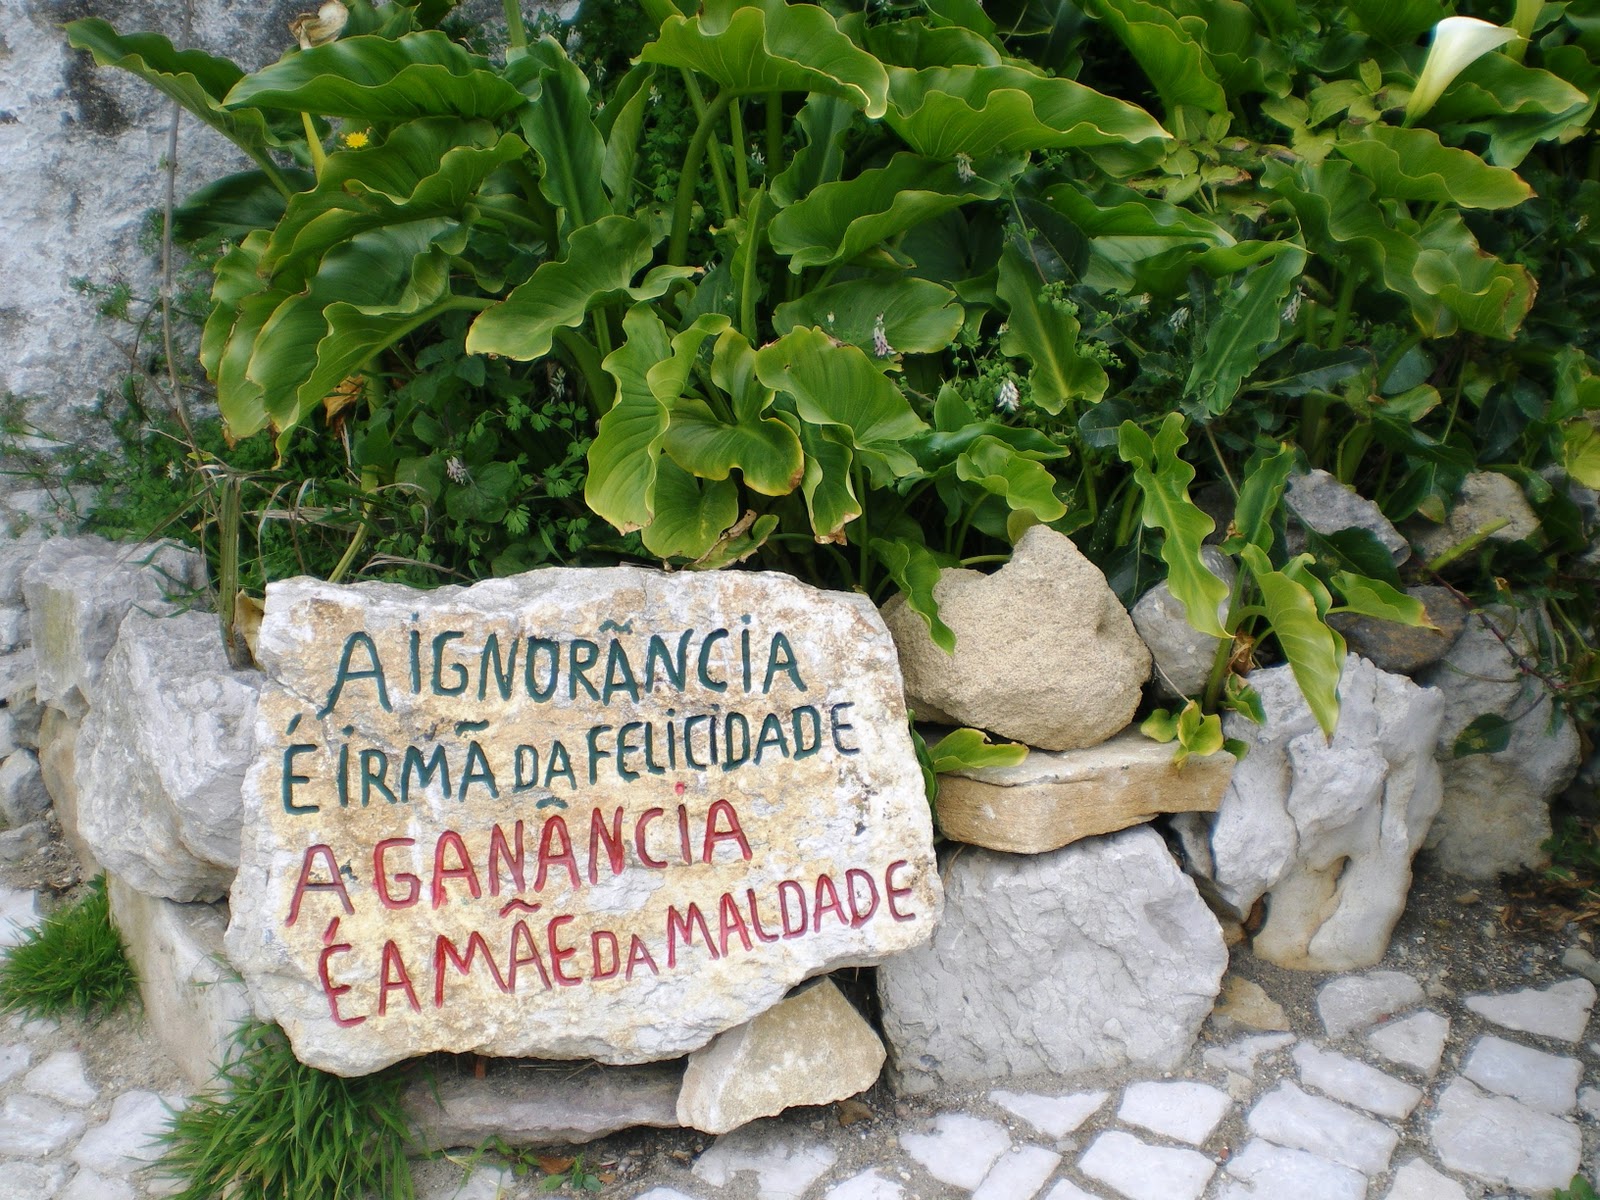 A IGNORÃNCIA
É IRMÃ DA FELICIDADE
A GANÂNCIA
É A MÃE DA MALDADE